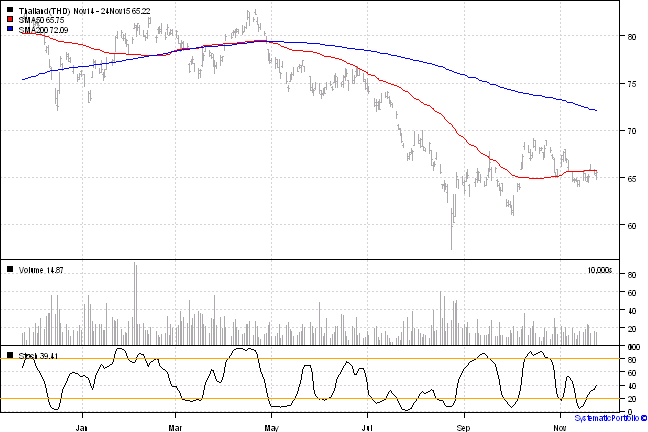 Thailand(THD) Nov14 - 24Nov15 65.22
SMA50 65.75
SMA200 72.09
80
75
70
65
60
Volume 14.87
10,000s
80
60
40
20
0
Stoch 39.41
100
80
60
40
20
0
Jan
Mar
May
Jul
Sep
Nov
SystematicPortfolio ©